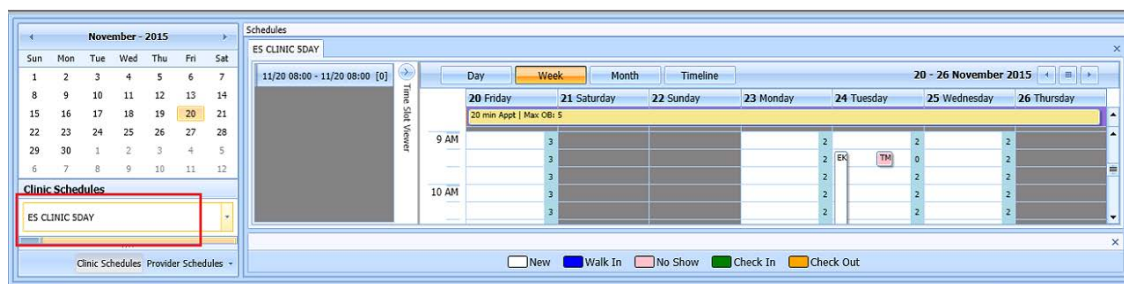 November - 2015
Sun Mon Tue Wed Thu Fri Sat
1 2 3 4 5 6 7
8 9 10 11 12 13 14
15 16 17 18 19 20 21
22 23 24 25 26 27 28
29 30 1 2 3 4 5
6 7 8 9 10 11 12
Clinic Schedules
ES CLINIC 5DAY
Clinic Schedules Provider Schedules
Schedules
ES CLINIC 5DAY
11/20 08:00 - 11/20 08:00 [0]
Time Slot Viewer
Day Week Month Timeline 20 - 26 November 2015
20 Friday 21 Saturday 22 Sunday 23 Monday 24 Tuesday 25 Wednesday 26 Thursday
20 min Appt | Max OB: 5
9 AM 3 2 2 2
3 2 EK TM 0 2
3 2 2 2
10 AM 3 2 2 2
3 2 2 2
New Walk In No Show Check In Check Out